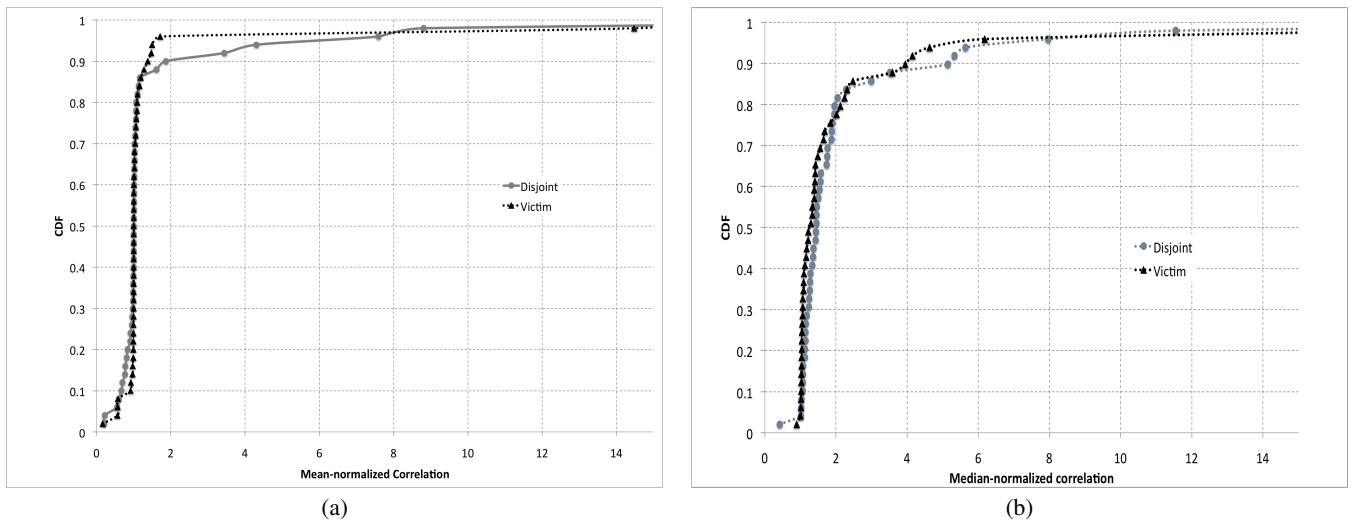 1
0.9
0.8
0.7
0.6
0.5
0.4
0.3
0.2
0.1
0
CDF
0 2 4 6 8 10 12 14
Mean-normalized Correlation
Disjoint
Victim
(a)
1
0.9
0.8
0.7
0.6
0.5
0.4
0.3
0.2
0.1
0
CDF
0 2 4 6 8 10 12 14
Median-normalized correlation
Disjoint
Victim
(b)